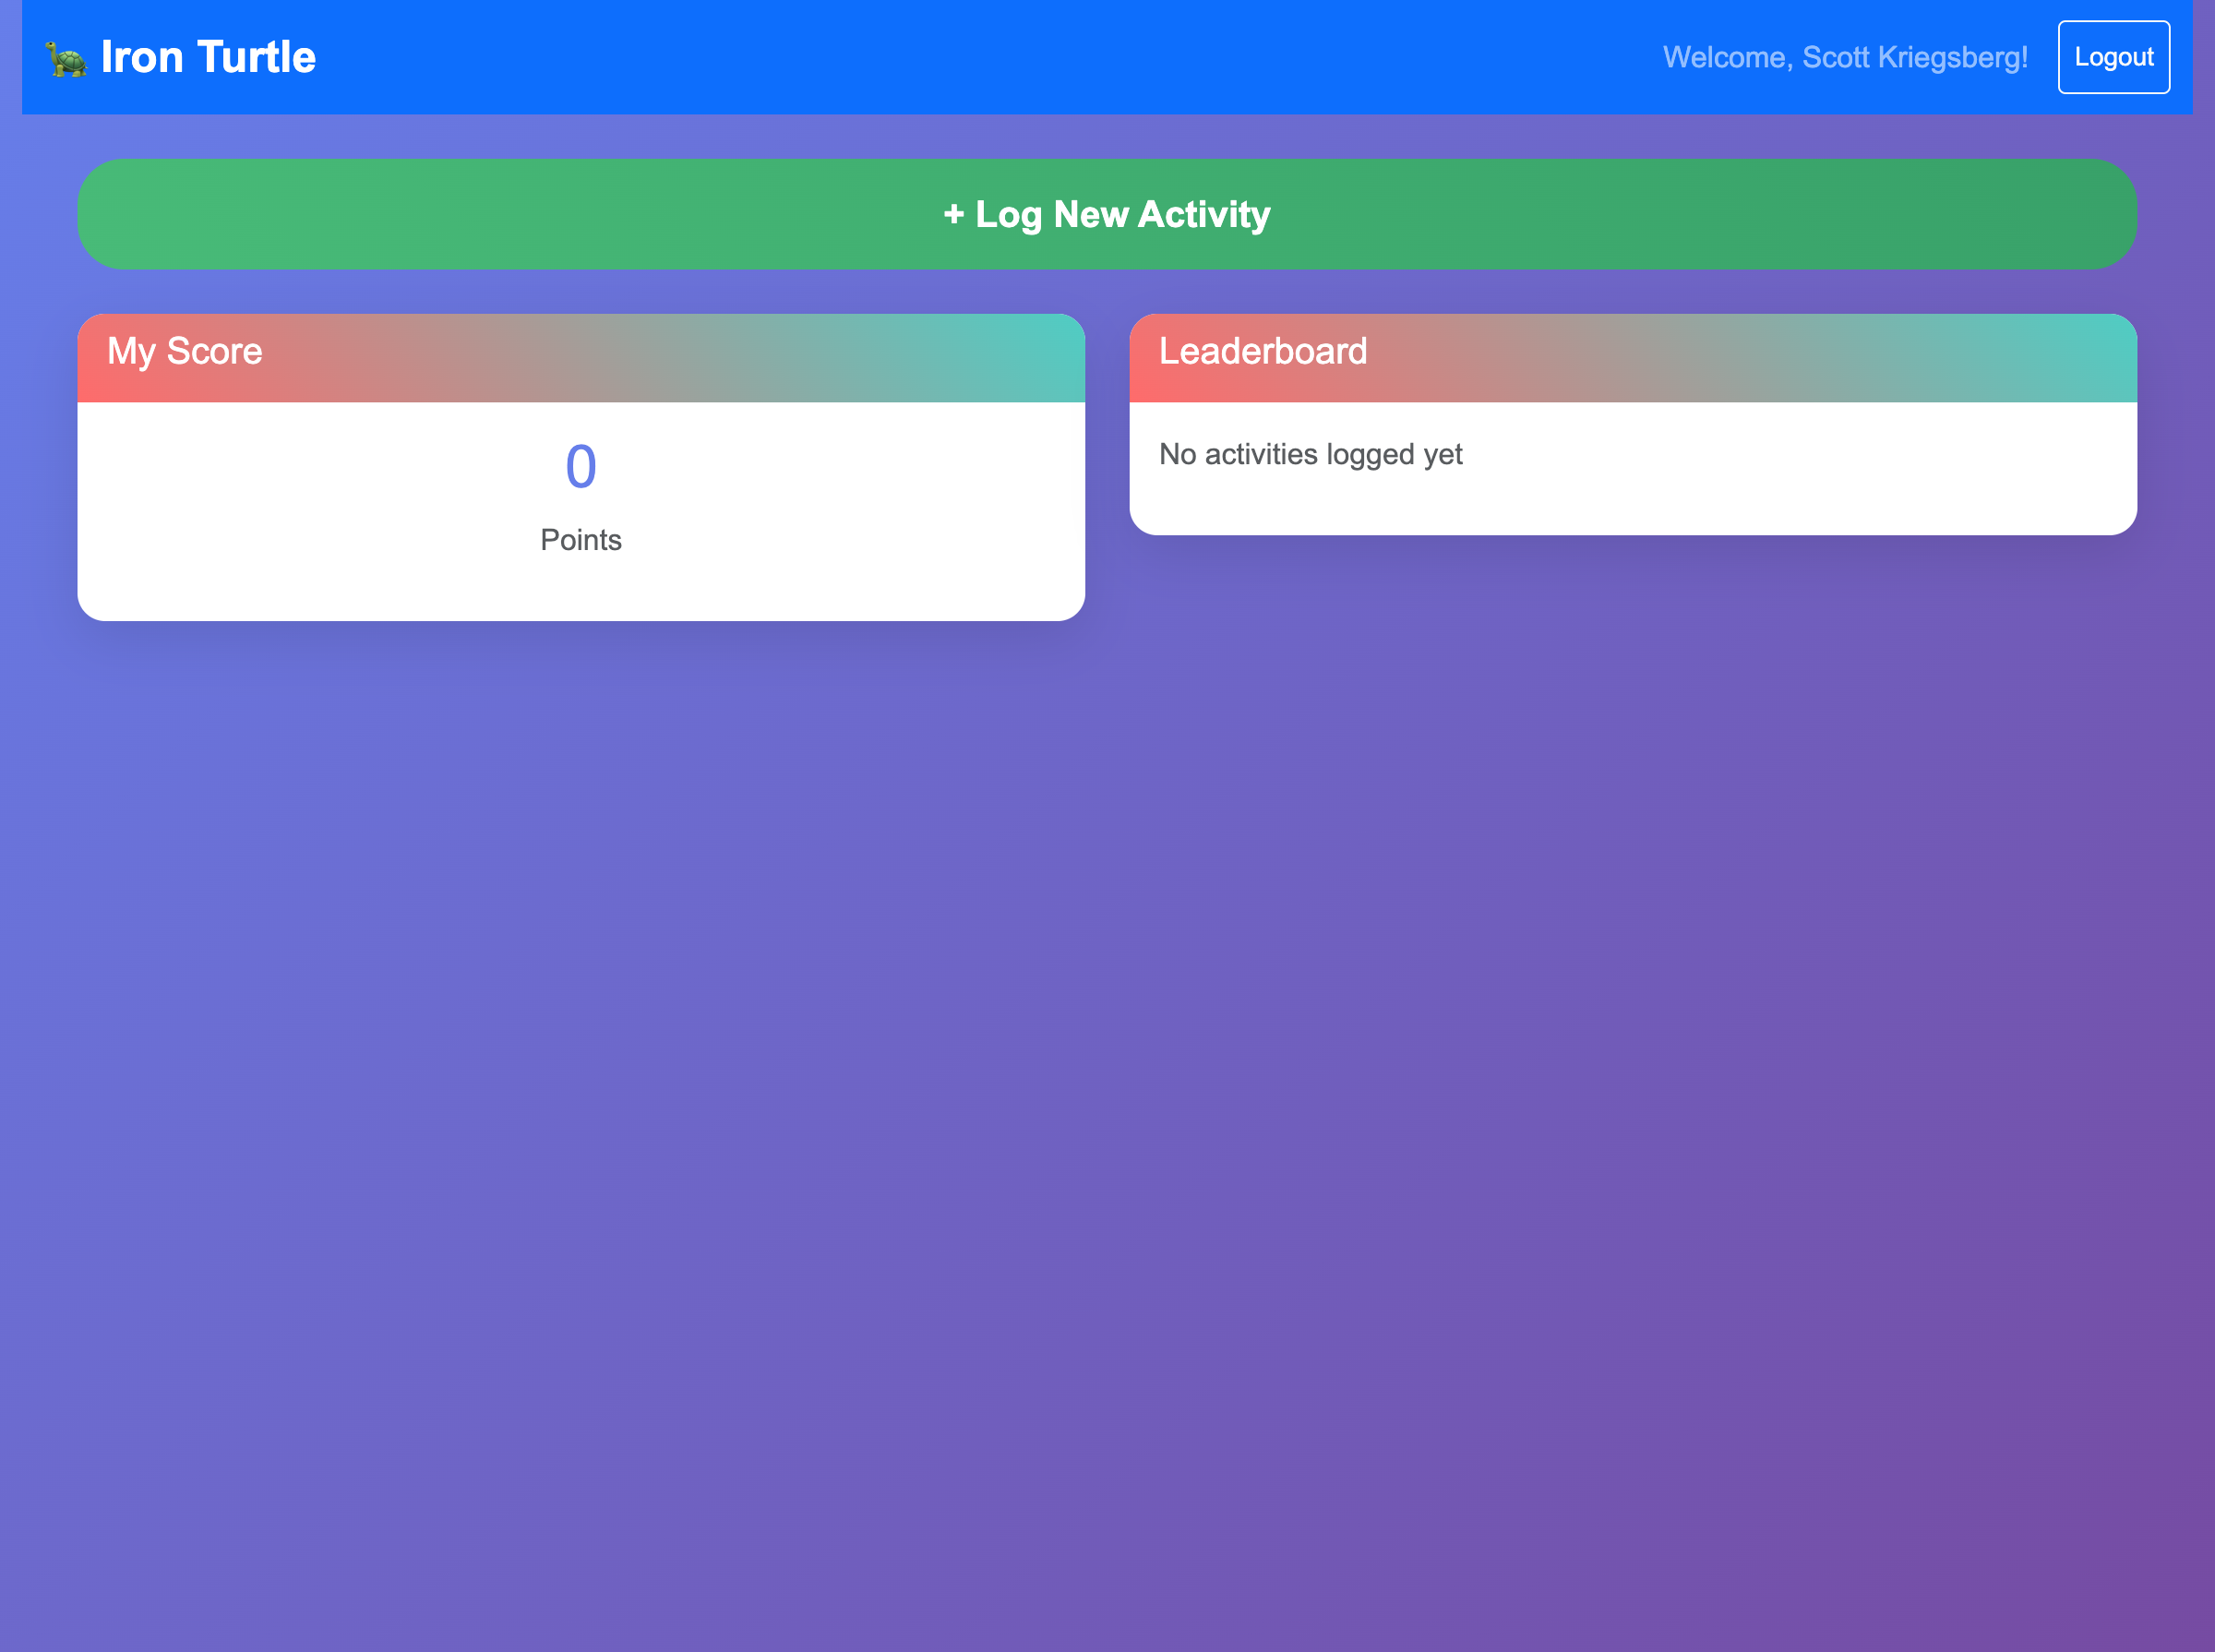 Iron Turtle
Welcome, Scott Kriegsberg!
Logout
+ Log New Activity
My Score
0
Points
Leaderboard
No activities logged yet